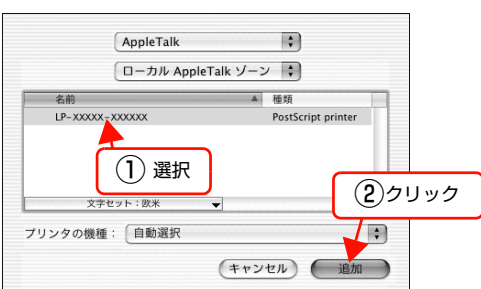 AppleTalk
ローカル AppleTalk ゾーン
名前 種類
LP-XXXXX-XXXXXX PostScript printer
① 選択
②クリック
文字セット：欧米
プリンタの機種： 自動選択
キャンセル 追加